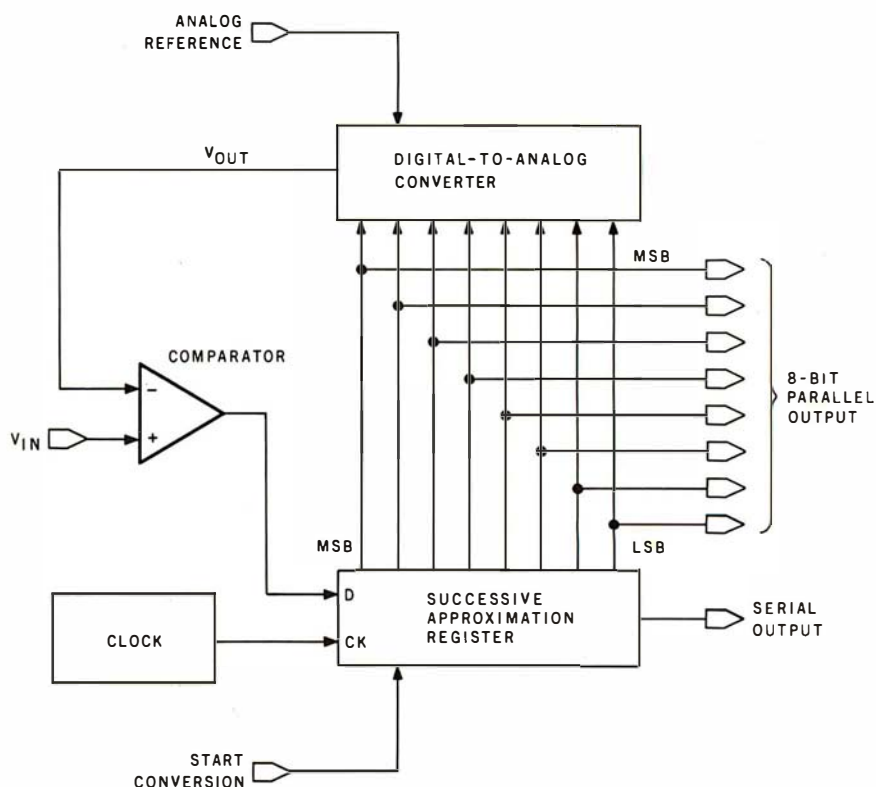 ANALOG
REFERENCE
DIGITAL-TO-ANALOG
CONVERTER
VOUT
MSB
COMPARATOR
-
+
VIN
8-BIT
PARALLEL
OUTPUT
MSB
LSB
D
CK
SUCCESSIVE
APPROXIMATION
REGISTER
SERIAL
OUTPUT
CLOCK
START
CONVERSION